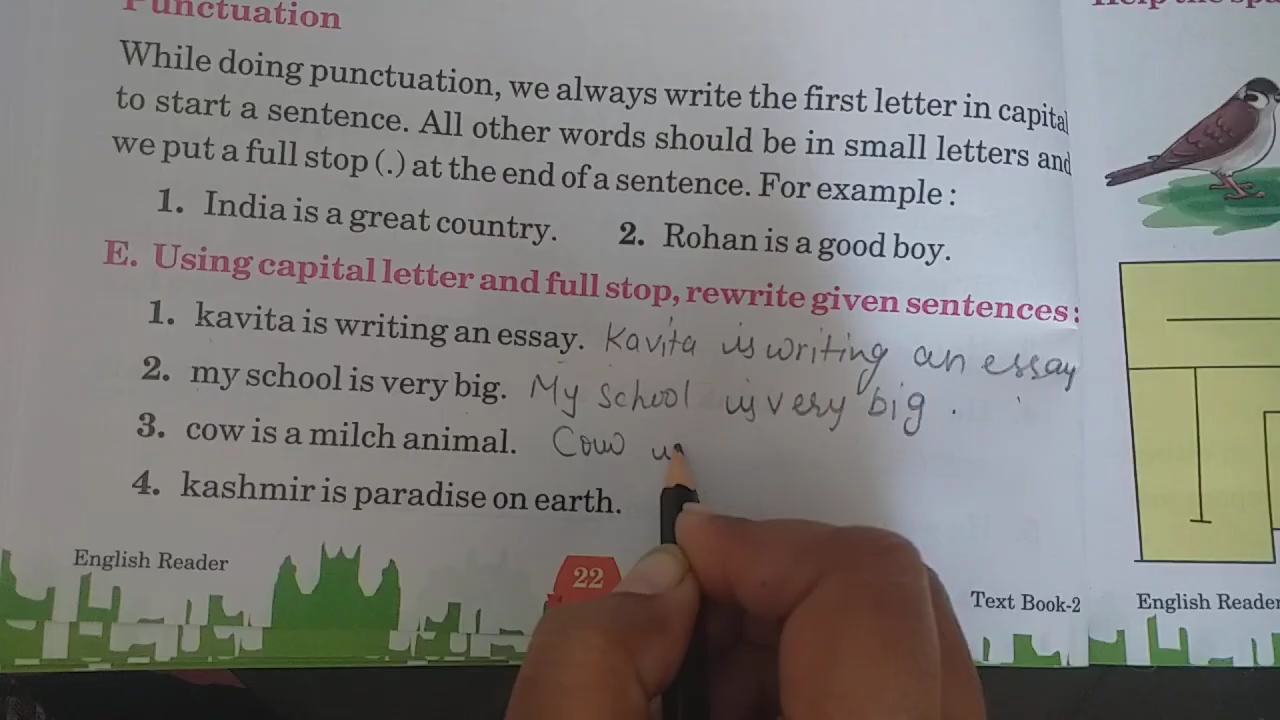 Punctuation
While doing punctuation, we always write the first letter in capital
to start a sentence. All other words should be in small letters and
we put a full stop (.) at the end of a sentence. For example :
1. India is a great country. 2. Rohan is a good boy.
E. Using capital letter and full stop, rewrite given sentences :
1. kavita is writing an essay. Kavita is writing an essay
2. my school is very big. My school is very big .
3. cow is a milch animal. Cow
4. kashmir is paradise on earth.
English Reader
22
Text Book-2
Help the
English Reader